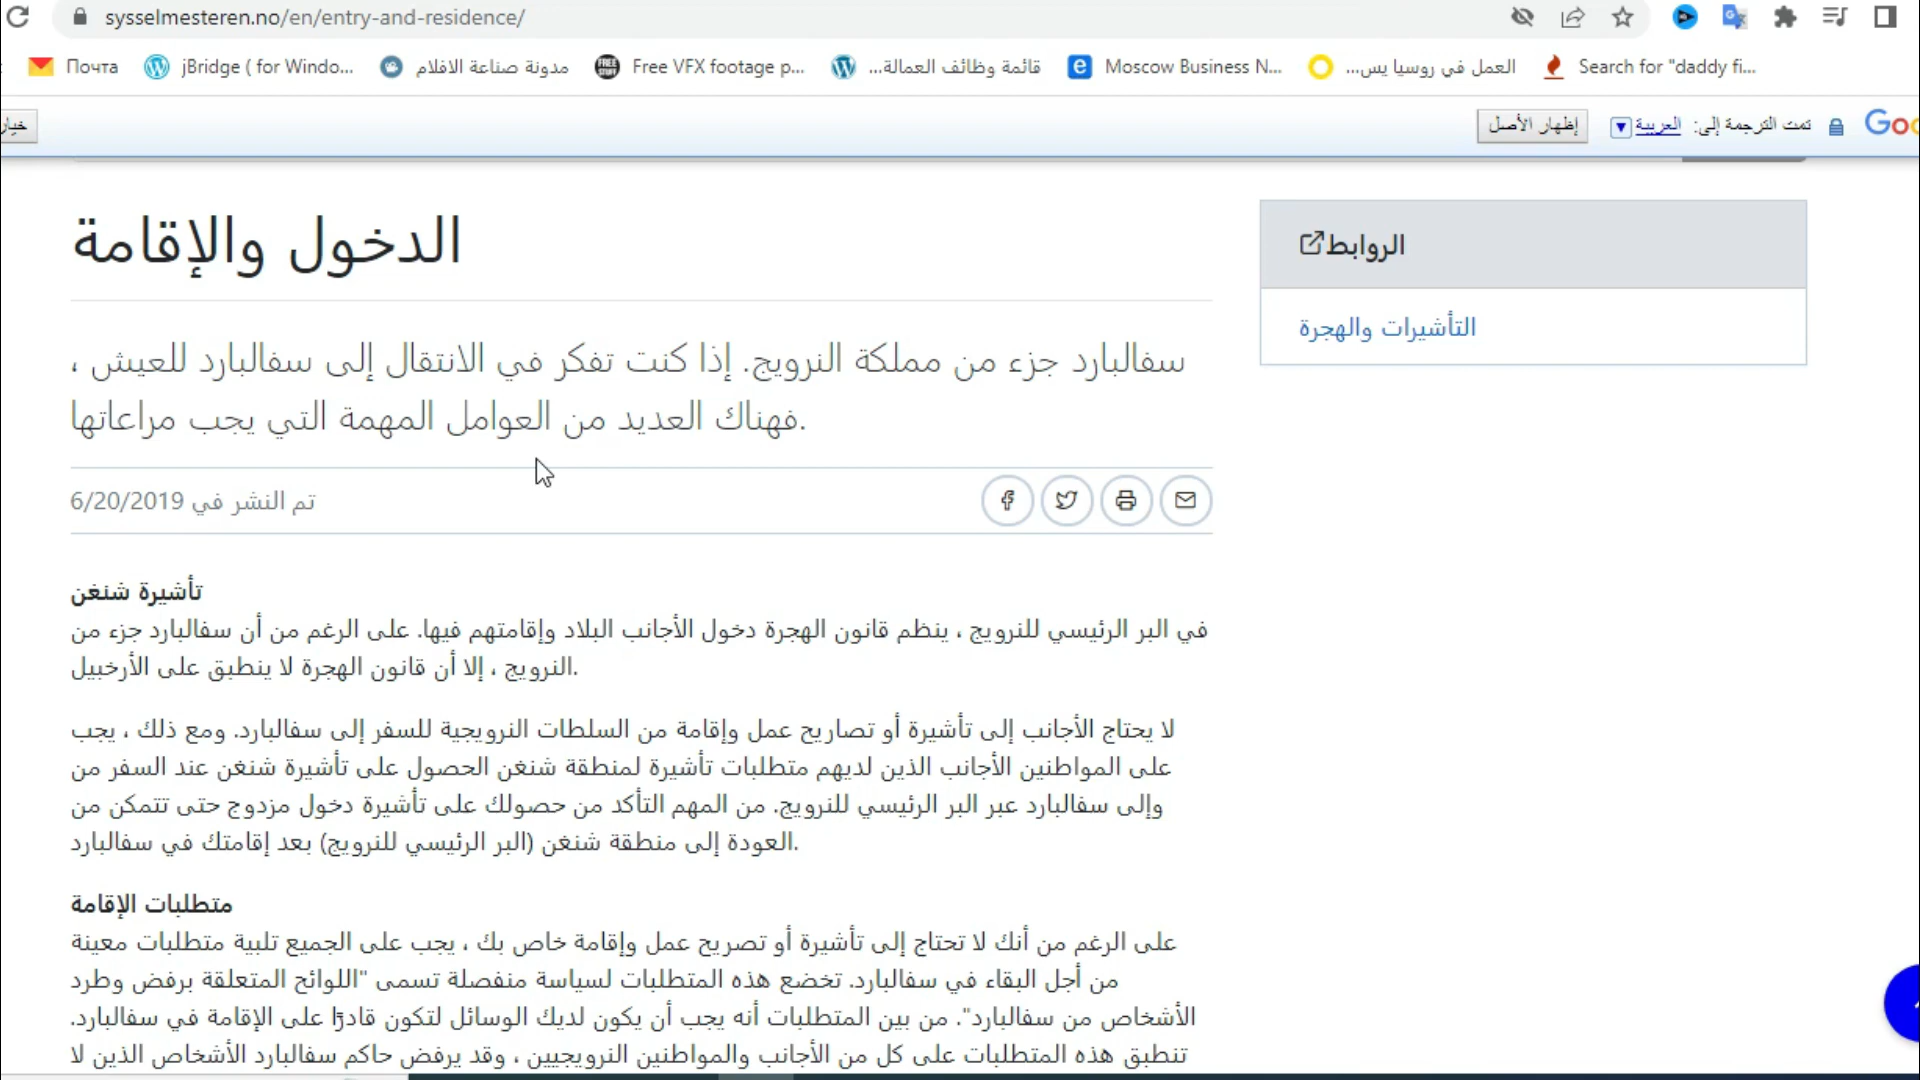 sysselmesteren.no/en/entry-and-residence/
Почта
jBridge ( for Windo...
مدونة صناعة الافلام
Free VFX footage p...
قائمة وظائف العمالة...
Moscow Business N...
العمل في روسيا يس...
Search for "daddy fi...
تمت الترجمة إلى: العربية
إظهار الأصل
الدخول والإقامة
سفالبارد جزء من مملكة النرويج. إذا كنت تفكر في الانتقال إلى سفالبارد للعيش ،
فهناك العديد من العوامل المهمة التي يجب مراعاتها.
تم النشر في 6/20/2019
تأشيرة شنغن
في البر الرئيسي للنرويج ، ينظم قانون الهجرة دخول الأجانب البلاد وإقامتهم فيها. على الرغم من أن سفالبارد جزء من
النرويج ، إلا أن قانون الهجرة لا ينطبق على الأرخبيل.
لا يحتاج الأجانب إلى تأشيرة أو تصاريح عمل وإقامة من السلطات النرويجية للسفر إلى سفالبارد. ومع ذلك ، يجب
على المواطنين الأجانب الذين لديهم متطلبات تأشيرة لمنطقة شنغن الحصول على تأشيرة شنغن عند السفر من
وإلى سفالبارد عبر البر الرئيسي للنرويج. من المهم التأكد من حصولك على تأشيرة دخول مزدوج حتى تتمكن من
العودة إلى منطقة شنغن (البر الرئيسي للنرويج) بعد إقامتك في سفالبارد.
متطلبات الإقامة
على الرغم من أنك لا تحتاج إلى تأشيرة أو تصريح عمل وإقامة خاص بك ، يجب على الجميع تلبية متطلبات معينة
من أجل البقاء في سفالبارد. تخضع هذه المتطلبات لسياسة منفصلة تسمى "اللوائح المتعلقة برفض وطرد
الأشخاص من سفالبارد". من بين المتطلبات أنه يجب أن يكون لديك الوسائل لتكون قادرًا على الإقامة في سفالبارد.
تنطبق هذه المتطلبات على كل من الأجانب والمواطنين النرويجيين ، وقد يرفض حاكم سفالبارد الأشخاص الذين لا
الروابط
التأشيرات والهجرة